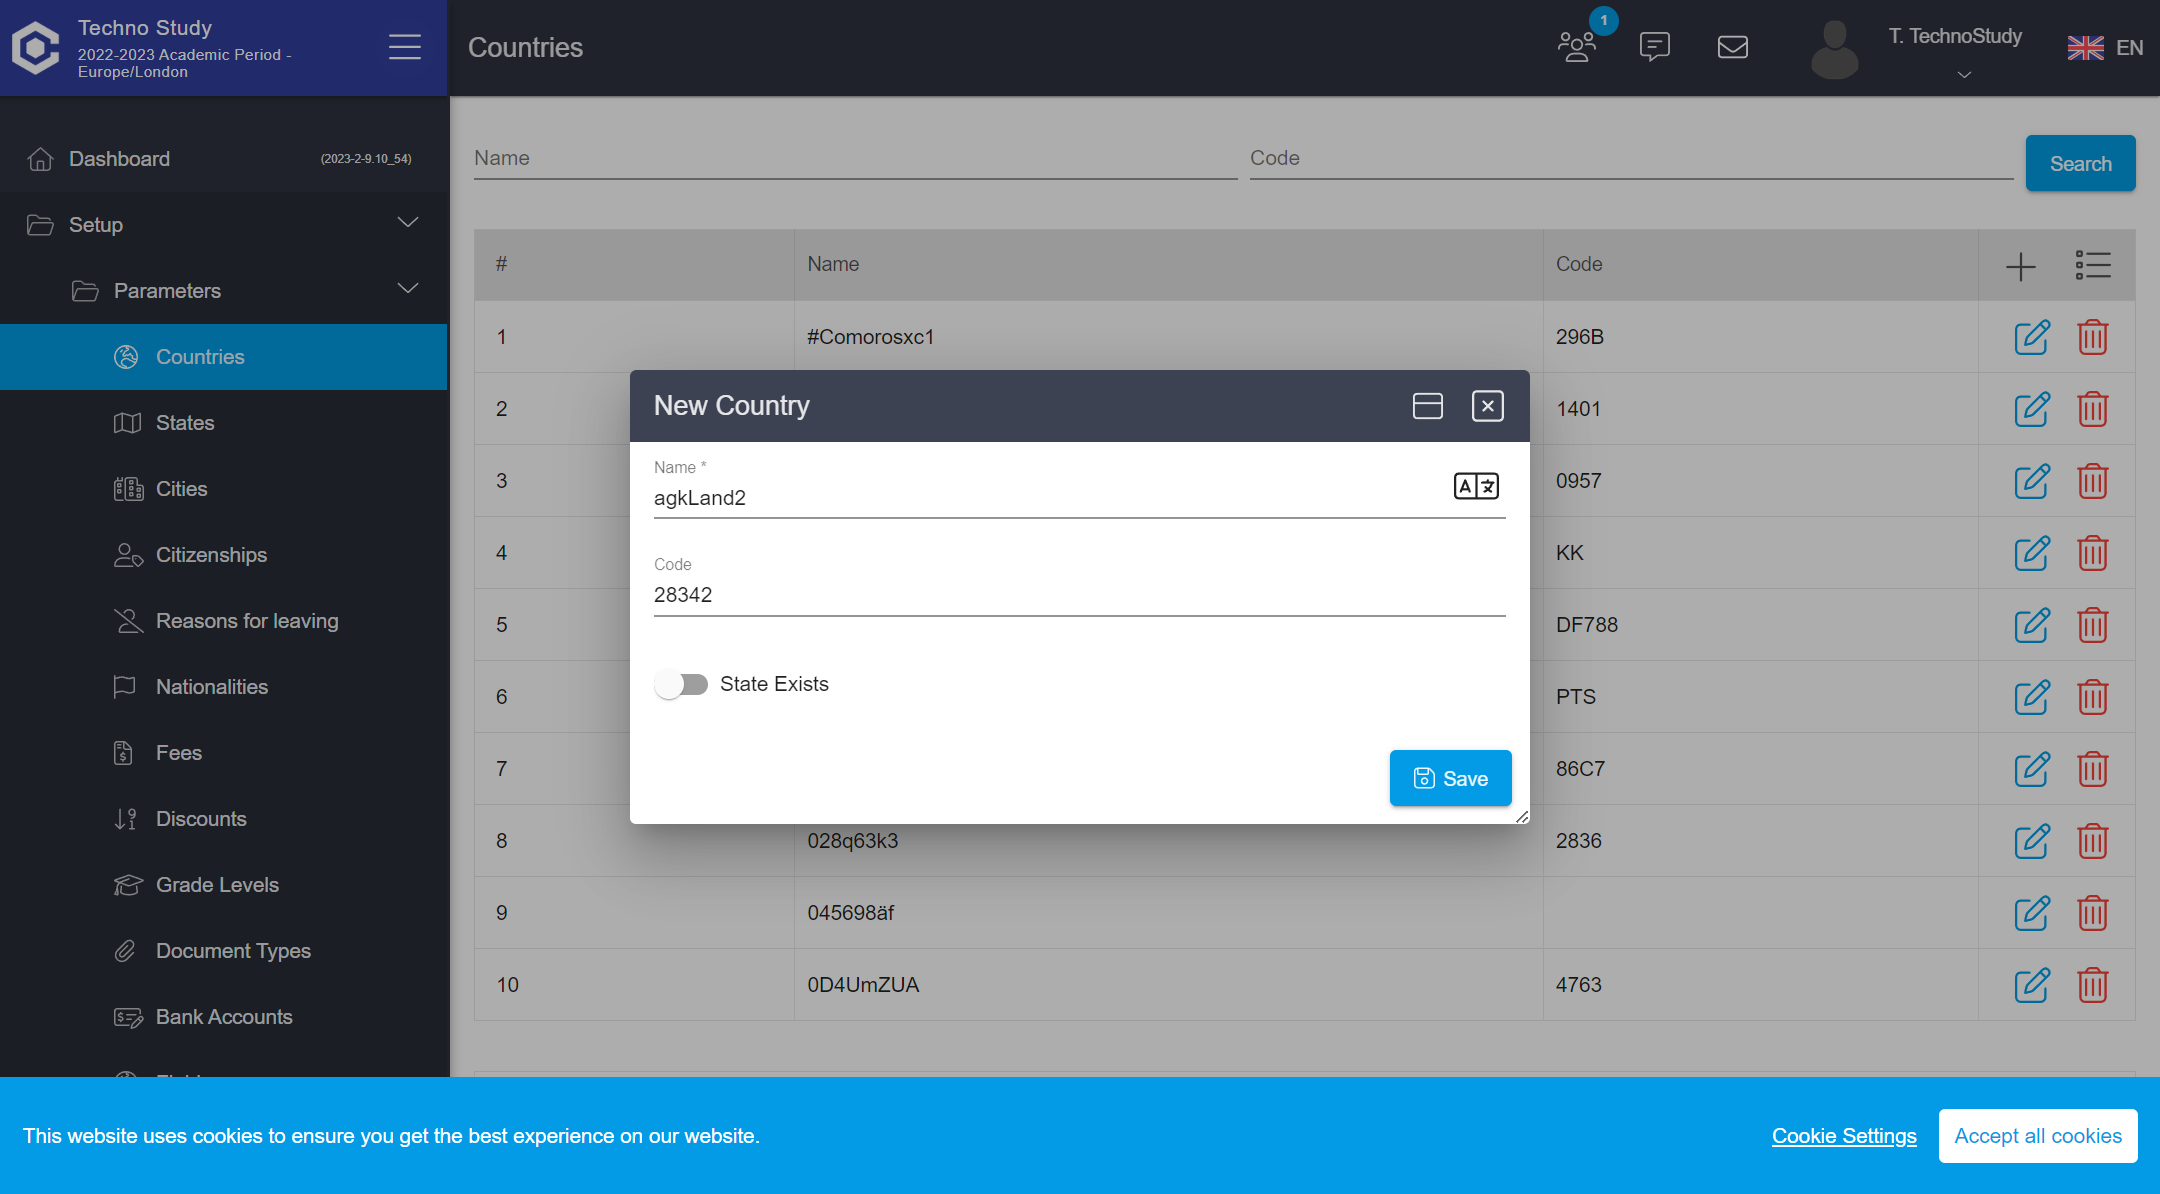 Techno Study
2022-2023 Academic Period -
Europe/London
Countries
1
T. TechnoStudy
EN
Dashboard
(2023-2-9.10_54)
Setup
Parameters
Countries
States
Cities
Citizenships
Reasons for leaving
Nationalities
Fees
Discounts
Grade Levels
Document Types
Bank Accounts
Name
Code
Search
# Name Code
1 #Comorosxc1 296B
2 1401
3 0957
4 KK
5 DF788
6 PTS
7 86C7
8 028q63k3 2836
9 045698äf
10 0D4UmZUA 4763
New Country
Name *
agkLand2
Code
28342
State Exists
Save
This website uses cookies to ensure you get the best experience on our website.
Cookie Settings
Accept all cookies